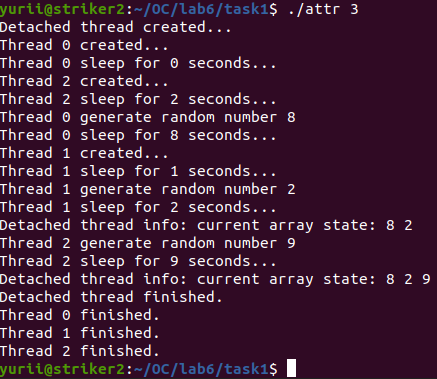 yurii@striker2:~/OC/lab6/task1$ ./attr 3
Detached thread created...
Thread 0 created...
Thread 0 sleep for 0 seconds...
Thread 2 created...
Thread 2 sleep for 2 seconds...
Thread 0 generate random number 8
Thread 0 sleep for 8 seconds...
Thread 1 created...
Thread 1 sleep for 1 seconds...
Thread 1 generate random number 2
Thread 1 sleep for 2 seconds...
Detached thread info: current array state: 8 2
Thread 2 generate random number 9
Thread 2 sleep for 9 seconds...
Detached thread info: current array state: 8 2 9
Detached thread finished.
Thread 0 finished.
Thread 1 finished.
Thread 2 finished.
yurii@striker2:~/OC/lab6/task1$